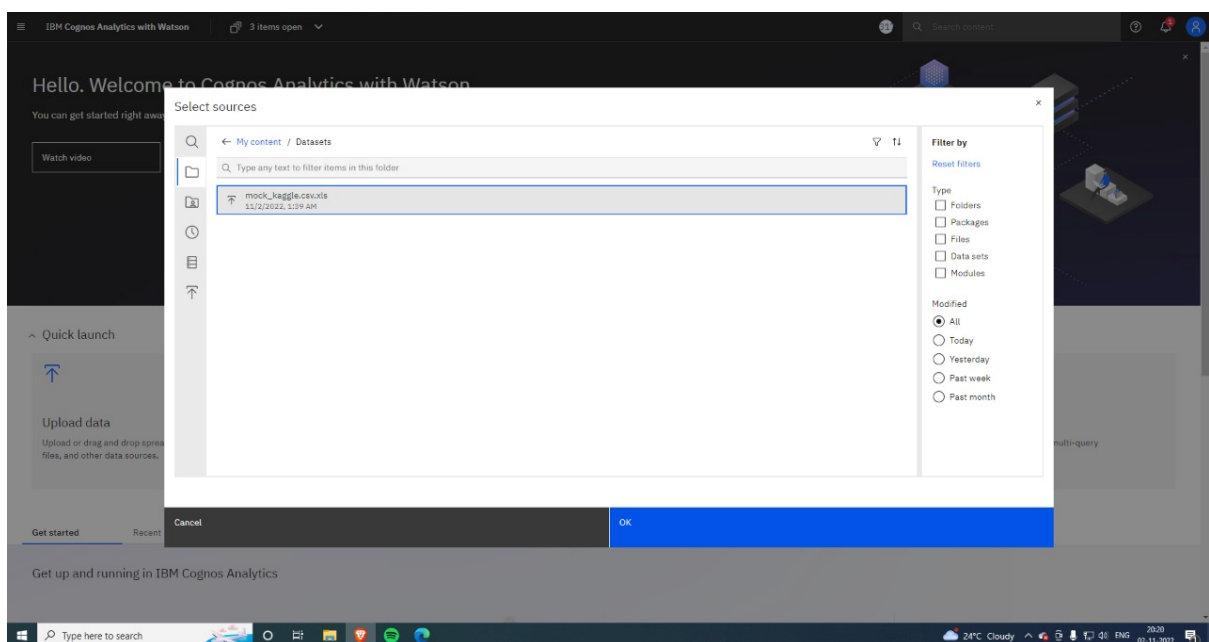 IBM Cognos Analytics with Watson
3 items open
Search content
Hello. Welcome to Cognos Analytics with Watson
You can get started right away
Watch video
Select sources
My content / Datasets
Type any text to filter items in this folder
mock_kaggle.csv.xls
11/2/2022, 1:39 AM
Filter by
Reset filters
Type
Folders
Packages
Files
Data sets
Modules
Modified
All
Today
Yesterday
Past week
Past month
Cancel
OK
Quick launch
Upload data
Upload or drag and drop sprea
files, and other data sources.
multi-query
Get started
Recent
Get up and running in IBM Cognos Analytics
Type here to search
24°C Cloudy
ENG
20:20
02-11-2022